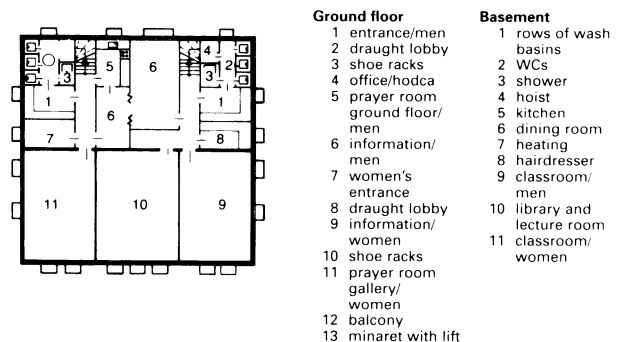 4
5 6 2
3 3
1 1
6
7 8
11 10 9
Ground floor
1 entrance/men
2 draught lobby
3 shoe racks
4 office/hodca
5 prayer room
ground floor/
men
6 information/
men
7 women's
entrance
8 draught lobby
9 information/
women
10 shoe racks
11 prayer room
gallery/
women
12 balcony
13 minaret with lift
Basement
1 rows of wash
basins
2 WCs
3 shower
4 hoist
5 kitchen
6 dining room
7 heating
8 hairdresser
9 classroom/
men
10 library and
lecture room
11 classroom/
women